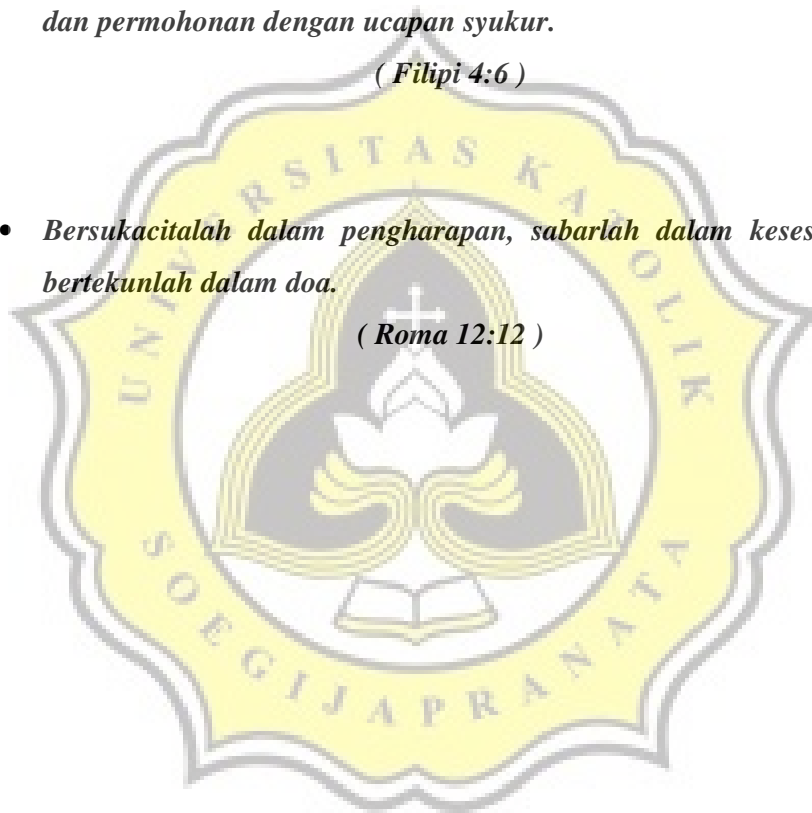 dan permohonan dengan ucapan syukur.
( Filipi 4:6 )
UNIVERSITAS KATOLIK
• Bersukacitalah dalam pengharapan, sabarlah dalam
bertekunlah dalam doa.
( Roma 12:12 )
SOEGIJAPRANATA